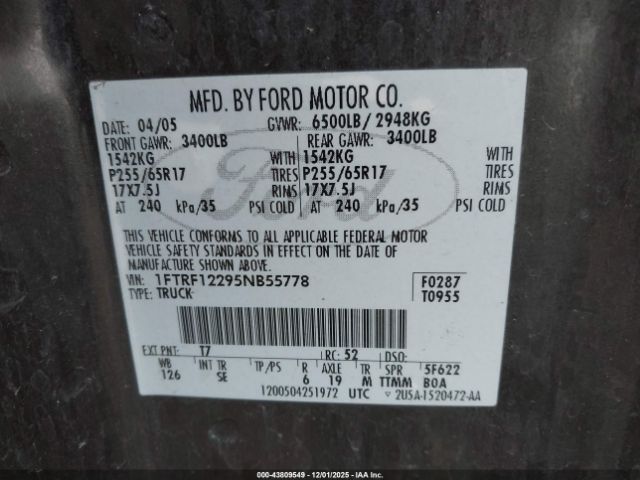 MFD. BY FORD MOTOR CO.
DATE: 04/05 GVWR: 6500LB/ 2948KG
FRONT GAWR: 3400LB REAR GAWR: 3400LB
1542KG WITH 1542KG WITH
P255/65R17 TIRES P255/65R17 TIRES
17X7.5J RIMS 17X7.5J RIMS
AT 240 kPa/35 PSI COLD AT 240 kPa/35 PSI COLD
Ford
THIS VEHICLE CONFORMS TO ALL APPLICABLE FEDERAL MOTOR
VEHICLE SAFETY STANDARDS IN EFFECT ON THE DATE OF
MANUFACTURE SHOWN ABOVE.
VIN: 1FTRF12295NB55778 F0287
TYPE: TRUCK T0955
EXT PNT: T7 RC: 52 DSO:
WB INT TR TP/PS R AXLE TR SPR 5F622
126 SE 6 19 M TTMM BOA
1200504251972 UTC ▽ 2USA-1520472-AA
© 000-43809549 - 12/01/2025 - IAA Inc.